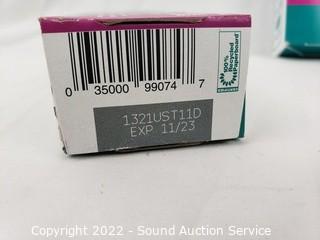 100%
Recycled
Paperboard
0 35000 99074 7
1321UST11D
EXP 11/23
Copyright 2022 - Sound Auction Service